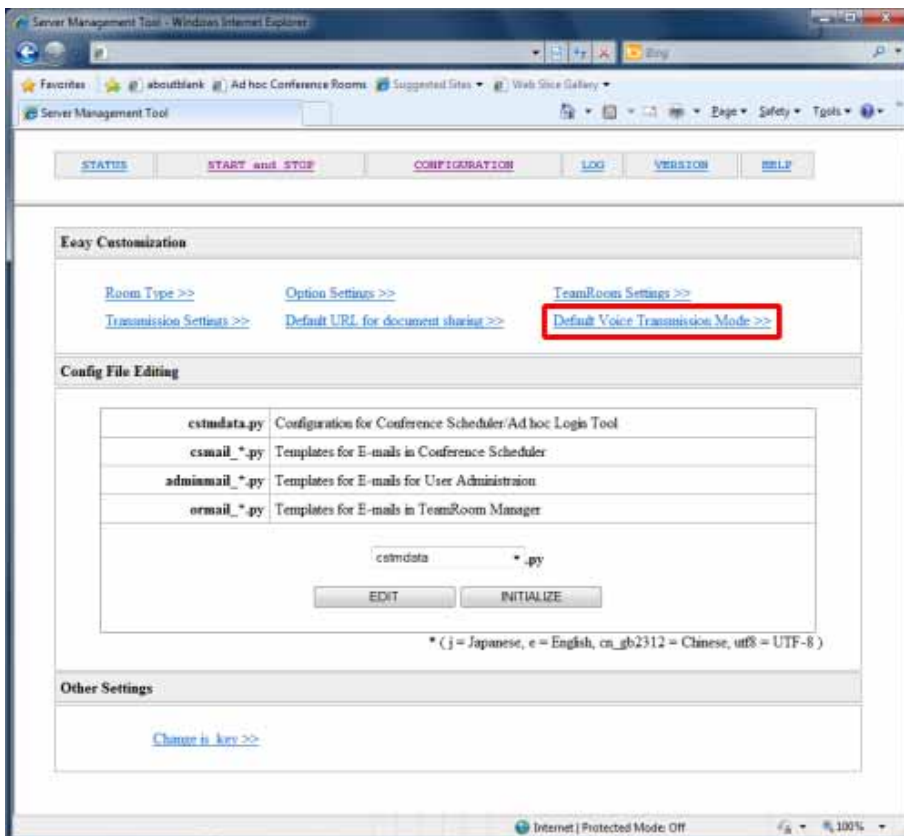 Server Management Tool - Windows Internet Explorer
Bing
Favorites aboutblank Ad hoc Conference Rooms Suggested Sites Web Slice Gallery
Server Management Tool Page Safety Tools
STATUS START and STOP CONFIGURATION LOG VERSION HELP
Eeay Customization
Room Type >> Option Settings >> TeamRoom Settings >>
Transmission Settings >> Default URL for document sharing >> Default Voice Transmission Mode >>
Config File Editing
cstmdata.py Configuration for Conference Scheduler/Ad hoc Login Tool
csmail_*.py Templates for E-mails in Conference Scheduler
adminmail_*.py Templates for E-mails for User Administraion
ormail_*.py Templates for E-mails in TeamRoom Manager
cstmdata .py
EDIT INITIALIZE
* ( j = Japanese, e = English, cn_gb2312 = Chinese, utf8 = UTF-8 )
Other Settings
Change is_key >>
Internet | Protected Mode: Off 100%